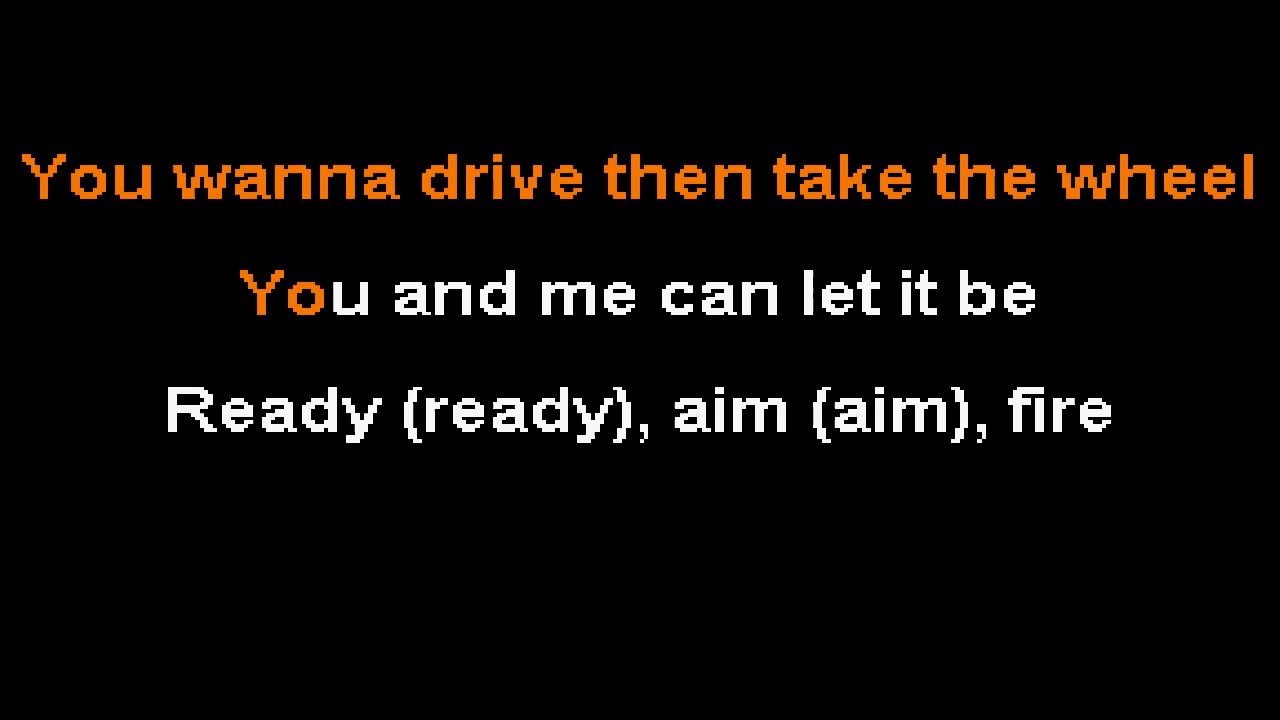 You wanna drive then take the wheel
You and me can let it be
Ready (ready), aim (aim), fire